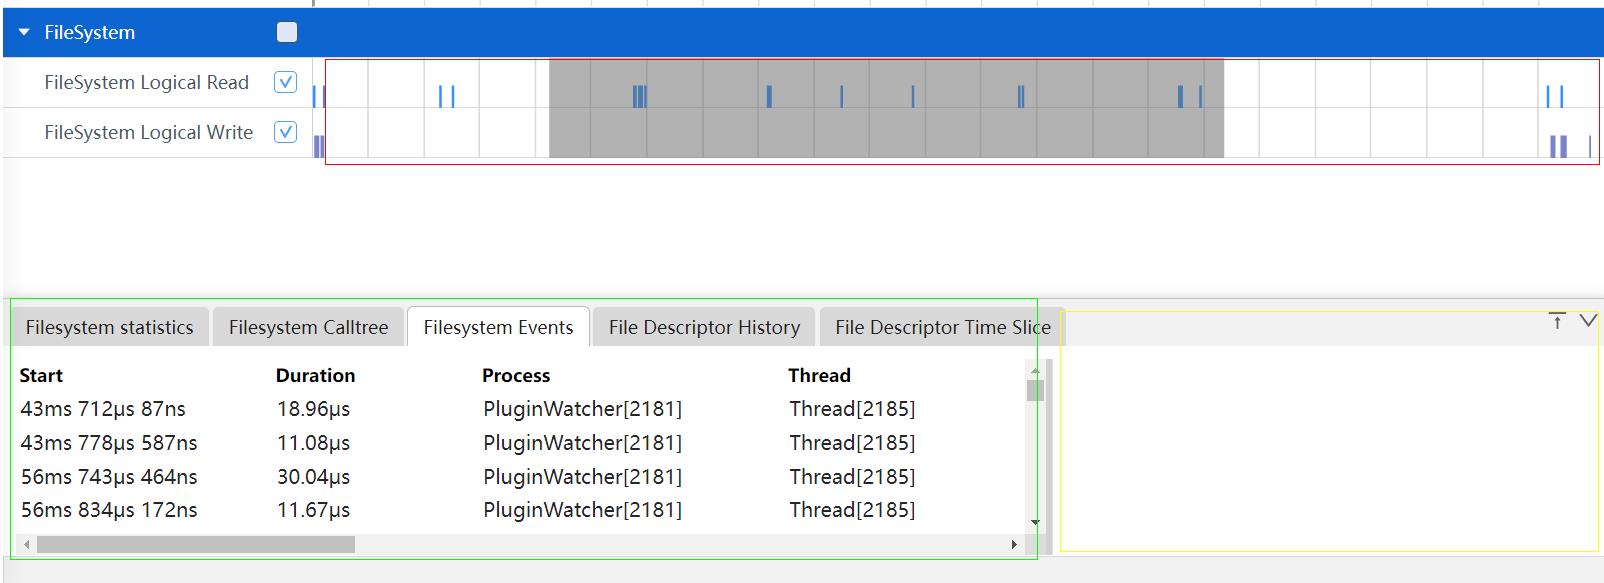 FileSystem
FileSystem Logical Read
FileSystem Logical Write
Filesystem statistics Filesystem Calltree Filesystem Events File Descriptor History File Descriptor Time Slice
Start Duration Process Thread
43ms 712μs 87ns 18.96μs PluginWatcher[2181] Thread[2185]
43ms 778μs 587ns 11.08μs PluginWatcher[2181] Thread[2185]
56ms 743μs 464ns 30.04μs PluginWatcher[2181] Thread[2185]
56ms 834μs 172ns 11.67μs PluginWatcher[2181] Thread[2185]